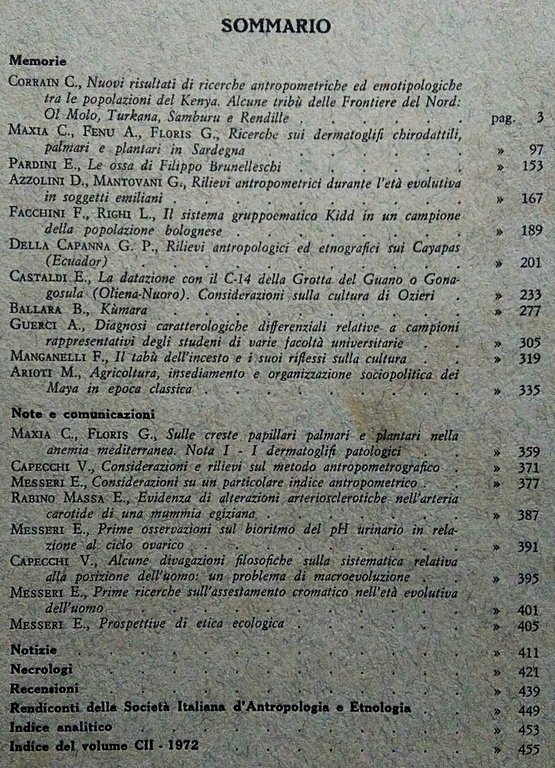 SOMMARIO
Memorie
CORRAIN C., Nuovi risultati di ricerche antropometriche ed emotipologiche
tra le popolazioni del Kenya. Alcune tribù delle Frontiere del Nord:
Ol Molo, Turkana, Samburu e Rendille . . . . . . pag. 3
MAXIA C., FENU A., FLORIS G., Ricerche sui dermatoglifi chirodattili,
palmari e plantari in Sardegna . . . . . . » 97
PARDINI E., Le ossa di Filippo Brunelleschi . . . . . . » 153
AZZOLINI D., MANTOVANI G., Rilievi antropometrici durante l'età evolutiva
in soggetti emiliani . . . . . . » 167
FACCHINI F., RIGHI L., Il sistema gruppoematico Kidd in un campione
della popolazione bolognese . . . . . . » 189
DELLA CAPANNA G. P., Rilievi antropologici ed etnografici sui Cayapas
(Ecuador) . . . . . . » 201
CASTALDI E., La datazione con il C-14 della Grotta del Guano o Gona-
gosula (Oliena-Nuoro). Considerazioni sulla cultura di Ozieri . » 233
BALLARA B., Kùmara . . . . . . » 277
GUERCI A., Diagnosi caratterologiche differenziali relative a campioni
rappresentativi degli studeni di varie facoltà universitarie . . » 305
MANGANELLI F., Il tabù dell'incesto e i suoi riflessi sulla cultura . . » 319
ARIOTI M., Agricoltura, insediamento e organizzazione sociopolitica dei
Maya in epoca classica . . . . . . » 335
Note e comunicazioni
MAXIA C., FLORIS G., Sulle creste papillari palmari e plantari nella
anemia mediterranea. Nota I - I dermatoglifi patologici . . » 359
CAPECCHI V., Considerazioni e rilievi sul metodo antropometrografico . » 371
MESSERI E., Considerazioni su un particolare indice antropometrico . » 377
RABINO MASSA E., Evidenza di alterazioni arteriosclerotiche nell'arteria
carotide di una mummia egiziana . . . . . . » 387
MESSERI E., Prime osservazioni sul bioritmo del pH urinario in rela-
zione al ciclo ovarico . . . . . . » 391
CAPECCHI V., Alcune divagazioni filosofiche sulla sistematica relativa
alla posizione dell'uomo: un problema di macroevoluzione . . » 395
MESSERI E., Prime ricerche sull'assestamento cromatico nell'età evolutiva
dell'uomo . . . . . . » 401
MESSERI E., Prospettive di etica ecologica . . . . . . » 405
Notizie . . . . . . » 411
Necrologi . . . . . . » 421
Recensioni . . . . . . » 439
Rendiconti della Società Italiana d'Antropologia e Etnologia . . » 449
Indice analitico . . . . . . » 453
Indice del volume CII - 1972 . . . . . . » 455